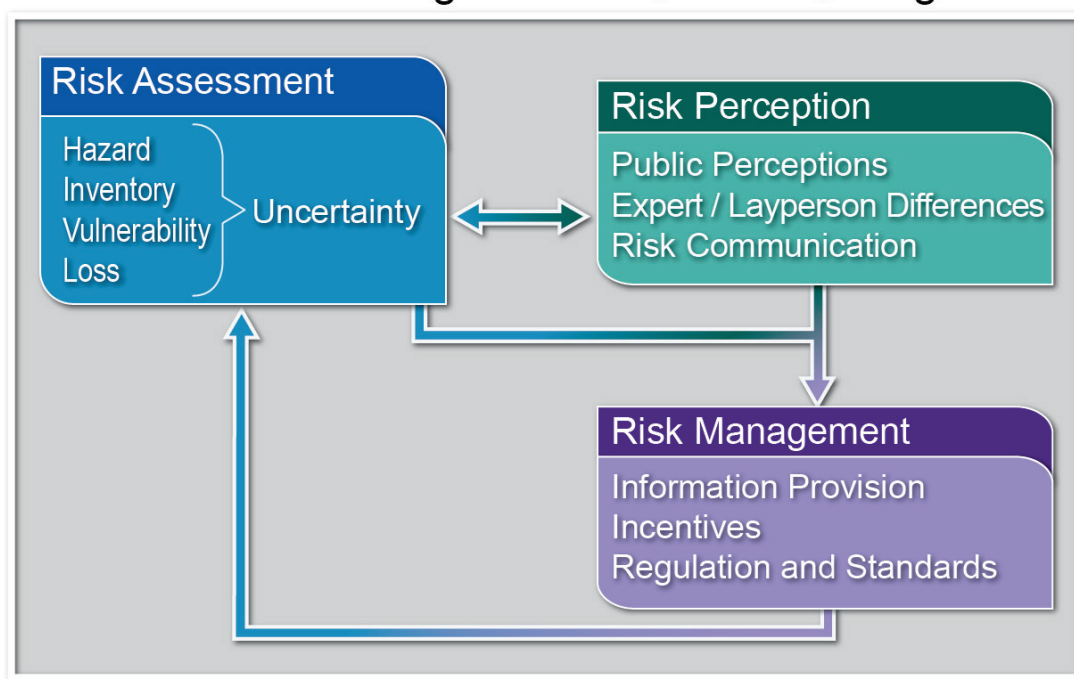 Risk Assessment
Hazard
Inventory
Vulnerability
Loss
Uncertainty
Risk Perception
Public Perceptions
Expert / Layperson Differences
Risk Communication
Risk Management
Information Provision
Incentives
Regulation and Standards